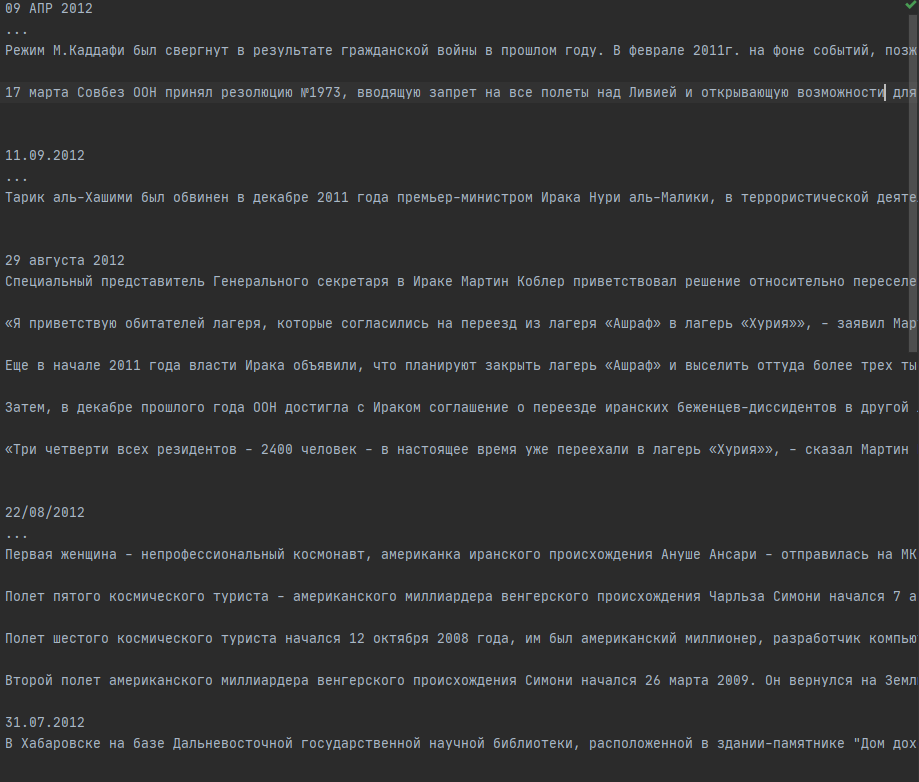 09 АПР 2012
...
Режим М.Каддафи был свергнут в результате гражданской войны в прошлом году. В феврале 2011г. на фоне событий, позж
17 марта Совбез ООН принял резолюцию №1973, вводящую запрет на все полеты над Ливией и открывающую возможности для
11.09.2012
...
Тарик аль-Хашими был обвинен в декабре 2011 года премьер-министром Ирака Нури аль-Малики, в террористической деяте
29 августа 2012
Специальный представитель Генерального секретаря в Ираке Мартин Коблер приветствовал решение относительно переселе
«Я приветствую обитателей лагеря, которые согласились на переезд из лагеря «Ашраф» в лагерь «Хурия»», - заявил Мар
Еще в начале 2011 года власти Ирака объявили, что планируют закрыть лагерь «Ашраф» и выселить оттуда более трех ты
Затем, в декабре прошлого года ООН достигла с Ираком соглашение о переезде иранских беженцев-диссидентов в другой
«Три четверти всех резидентов - 2400 человек - в настоящее время уже переехали в лагерь «Хурия»», - сказал Мартин
22/08/2012
...
Первая женщина - непрофессиональный космонавт, американка иранского происхождения Ануше Ансари - отправилась на МК
Полет пятого космического туриста - американского миллиардера венгерского происхождения Чарльза Симони начался 7 а
Полет шестого космического туриста начался 12 октября 2008 года, им был американский миллионер, разработчик компью
Второй полет американского миллиардера венгерского происхождения Симони начался 26 марта 2009. Он вернулся на Земл
31.07.2012
В Хабаровске на базе Дальневосточной государственной научной библиотеки, расположенной в здании-памятнике "Дом дох